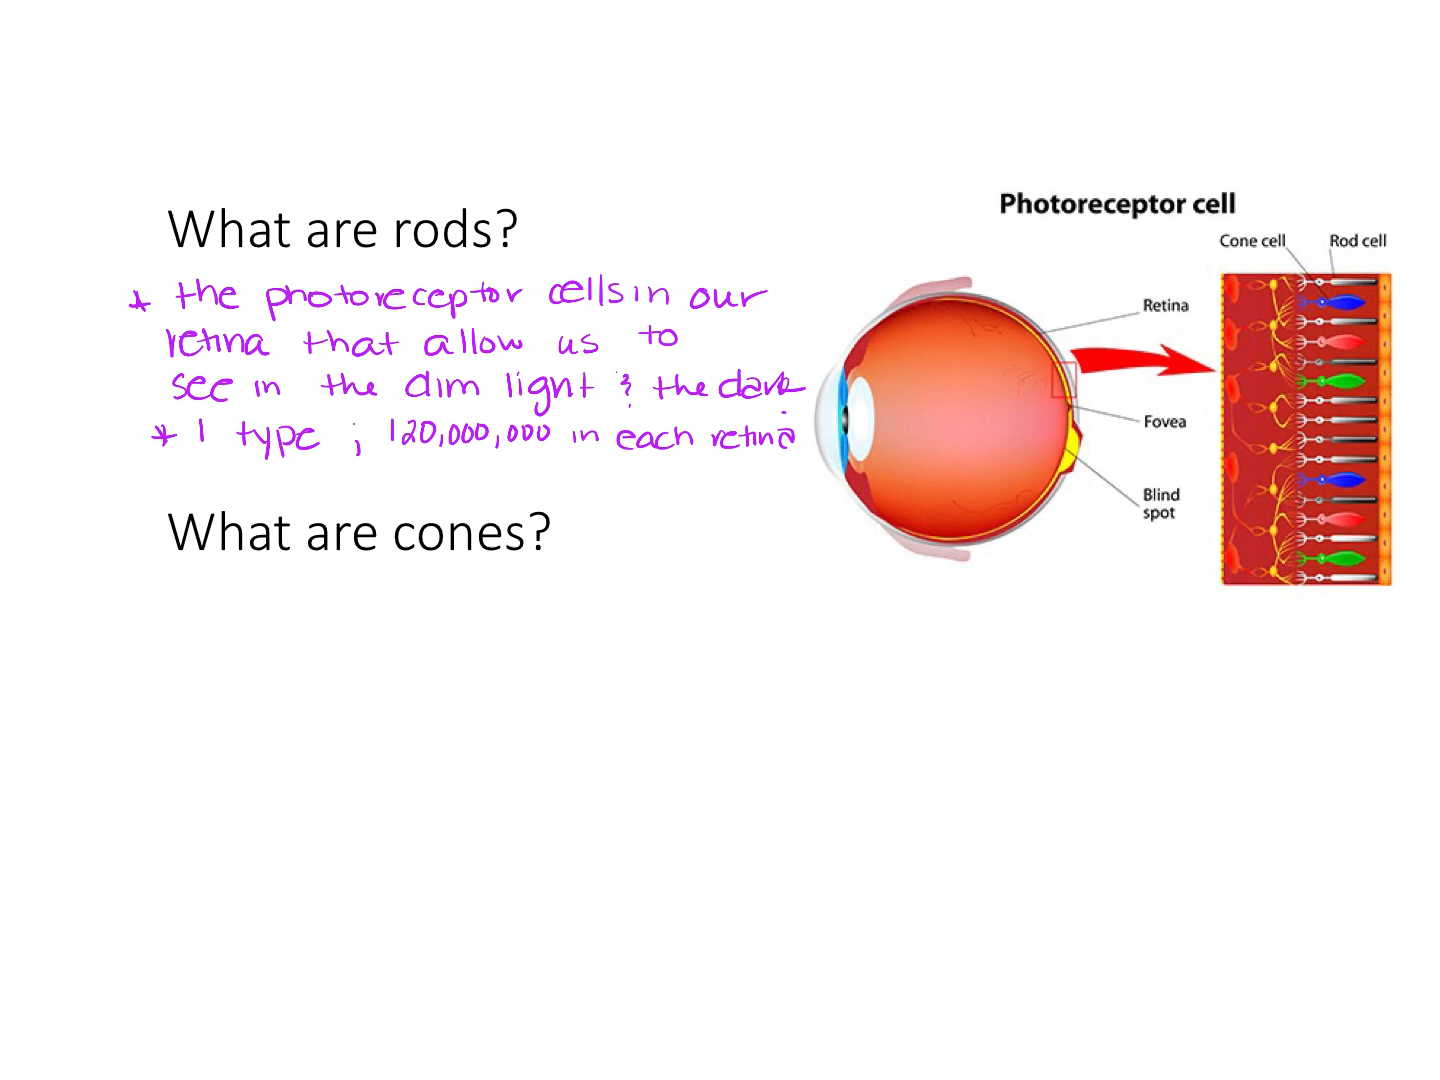 What are rods?
* the photoreceptor cells in our
retina that allow us to
see in the dim light & the dark
* 1 type ; 120,000,000 in each retina
What are cones?
Photoreceptor cell
Cone cell
Rod cell
Retina
Fovea
Blind
spot